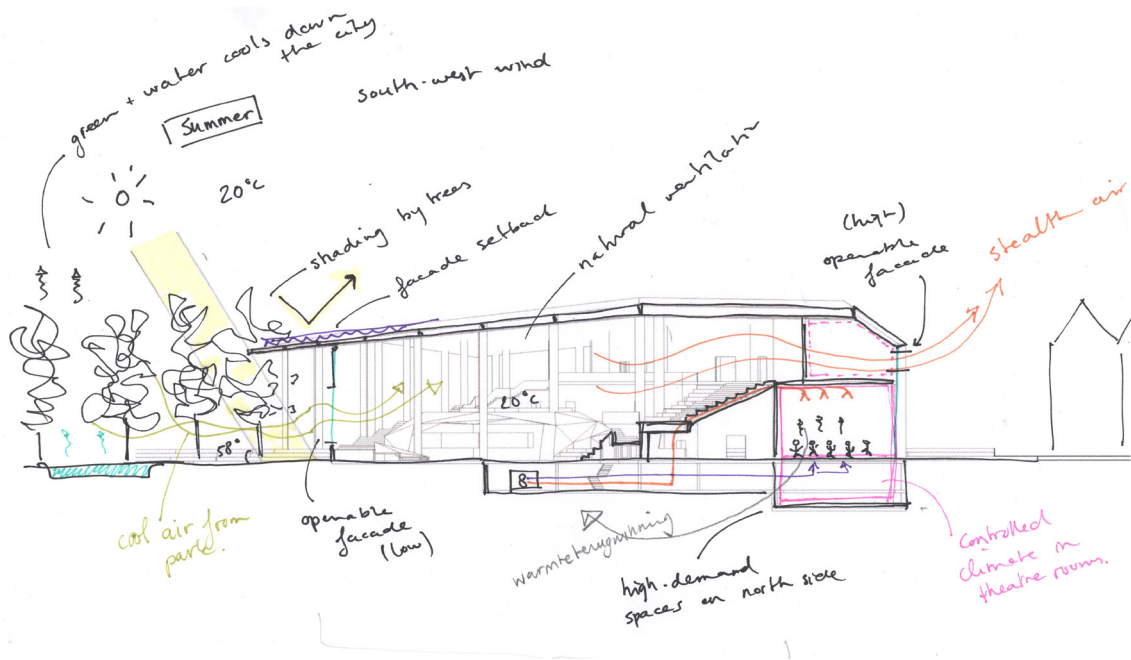 green + water cools down
the city
Summer
south-west wind
20°C
shading by trees
facade setback
natural ventilation
(high)
operable
facade
stealth air
20°C
58°
8
cool air from
park.
openable
facade
(low)
warmteterugwinning
high-demand
spaces on north side
controlled
climate in
theatre rooms.